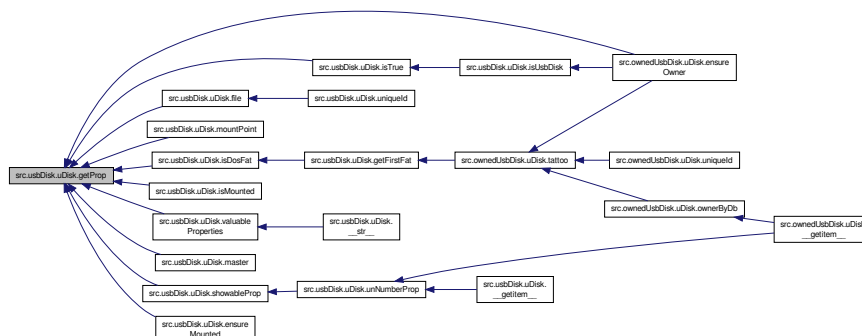 src.ownedUsbDisk.uDisk.ensure
Owner
src.usbDisk.uDisk.isTrue
src.usbDisk.uDisk.isUsbDisk
src.usbDisk.uDisk.file
src.usbDisk.uDisk.uniqueId
src.usbDisk.uDisk.mountPoint
src.usbDisk.uDisk.isDosFat
src.usbDisk.uDisk.getFirstFat
src.ownedUsbDisk.uDisk.tattoo
src.ownedUsbDisk.uDisk.uniqueId
src.usbDisk.uDisk.getProp
src.usbDisk.uDisk.isMounted
src.ownedUsbDisk.uDisk.ownerByDb
src.usbDisk.uDisk.valuable
Properties
src.usbDisk.uDisk.
__str__
src.ownedUsbDisk.uDisk.
__getitem__
src.usbDisk.uDisk.master
src.usbDisk.uDisk.showableProp
src.usbDisk.uDisk.unNumberProp
src.usbDisk.uDisk.
__getitem__
src.usbDisk.uDisk.ensure
Mounted